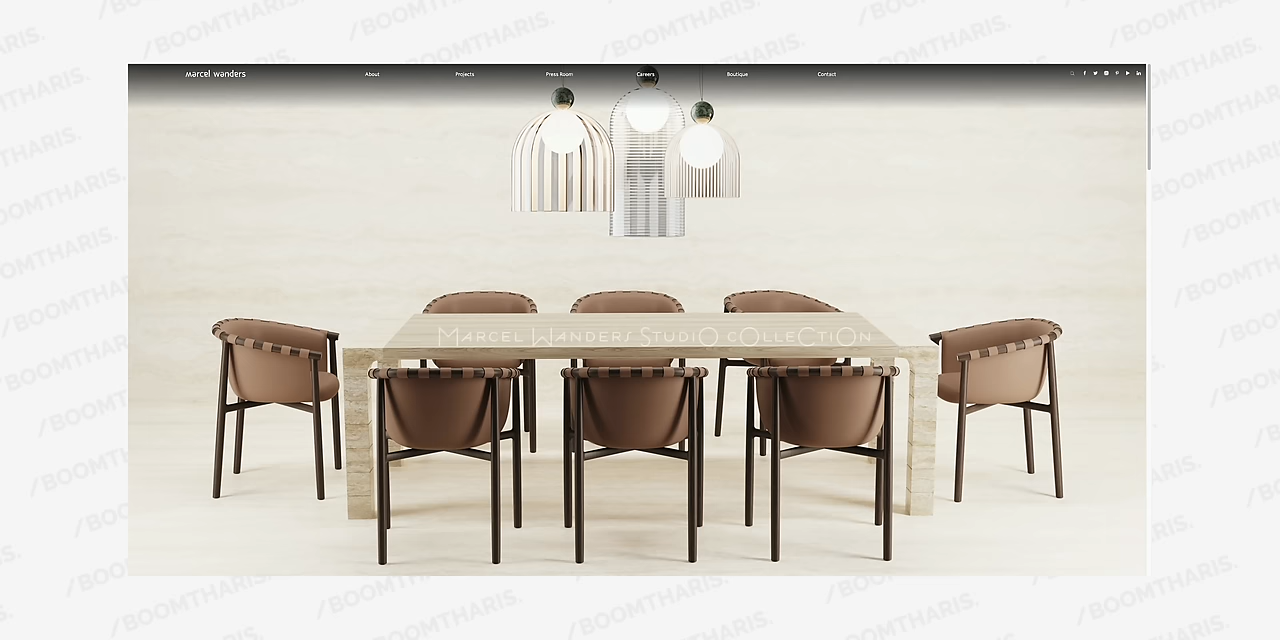 marcel wanders About Projects Press Room Careers Boutique Contact
MARCEL WANDERS STUDIO COLLECTION
/BOOMTHARIS.